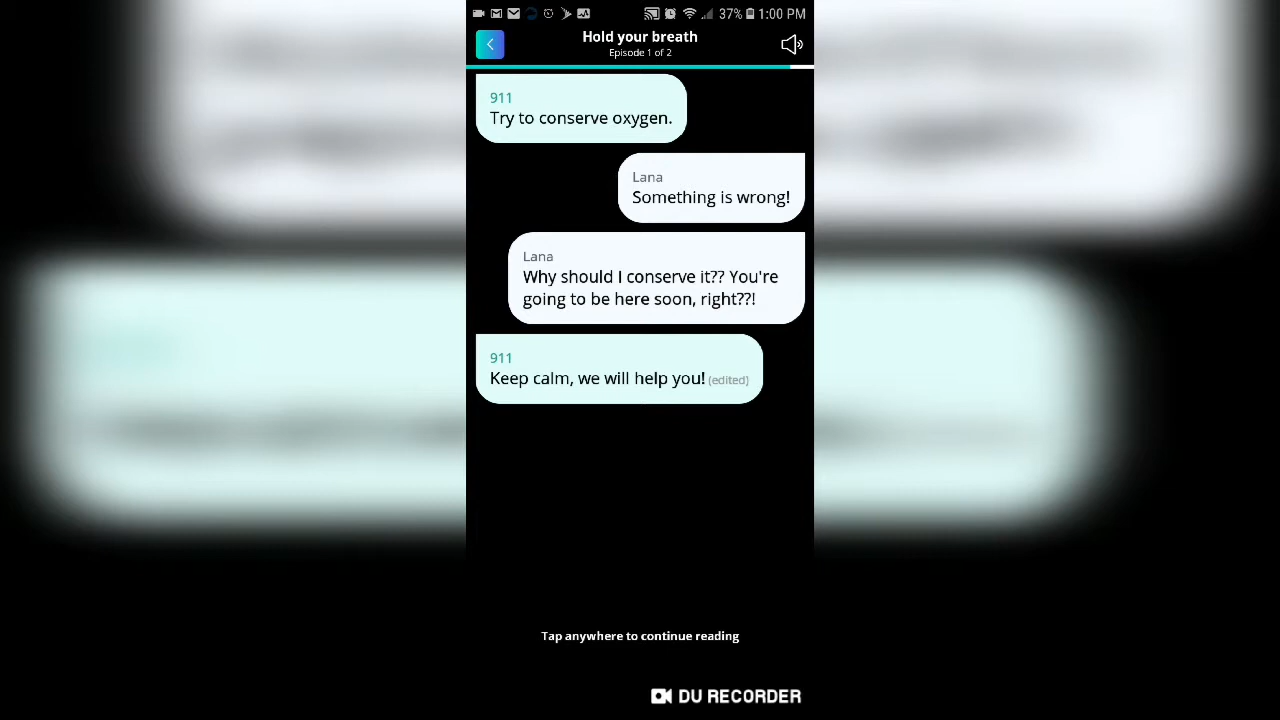 37% 1:00 PM
Hold your breath
Episode 1 of 2
911
Try to conserve oxygen.
Lana
Something is wrong!
Lana
Why should I conserve it?? You're
going to be here soon, right??!
911
Keep calm, we will help you! (edited)
Tap anywhere to continue reading
DU RECORDER